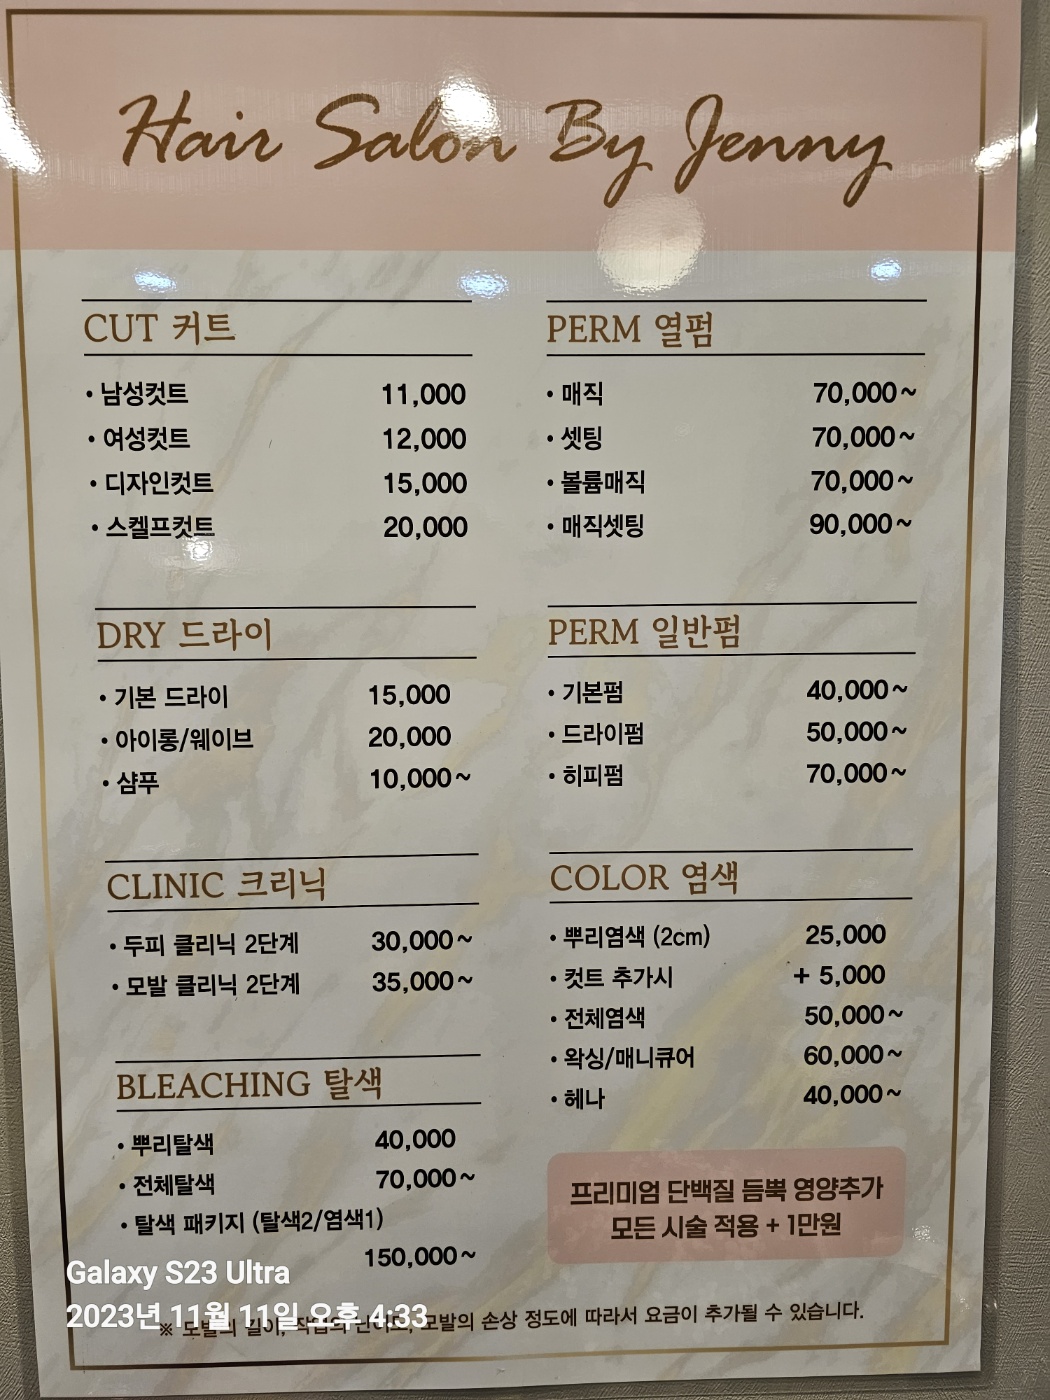 Hair Salon By Jenny
CUT 커트
• 남성컷트 11,000
• 여성컷트 12,000
• 디자인컷트 15,000
• 스켈프컷트 20,000
DRY 드라이
• 기본 드라이 15,000
• 아이롱/웨이브 20,000
• 샴푸 10,000~
CLINIC 크리닉
• 두피 클리닉 2단계 30,000~
• 모발 클리닉 2단계 35,000~
BLEACHING 탈색
• 뿌리탈색 40,000
• 전체탈색 70,000~
• 탈색 패키지 (탈색2/염색1)
150,000~
PERM 열펌
• 매직 70,000~
• 셋팅 70,000~
• 볼륨매직 70,000~
• 매직셋팅 90,000~
PERM 일반펌
• 기본펌 40,000~
• 드라이펌 50,000~
• 히피펌 70,000~
COLOR 염색
• 뿌리염색 (2cm) 25,000
• 컷트 추가시 + 5,000
• 전체염색 50,000~
• 왁싱/매니큐어 60,000~
• 헤나 40,000~
프리미엄 단백질 듬뿍 영양추가
모든 시술 적용 + 1만원
※ 모발의 길이, 작업의 난이도, 모발의 손상 정도에 따라서 요금이 추가될 수 있습니다.
Galaxy S23 Ultra
2023년 11월 11일 오후 4:33